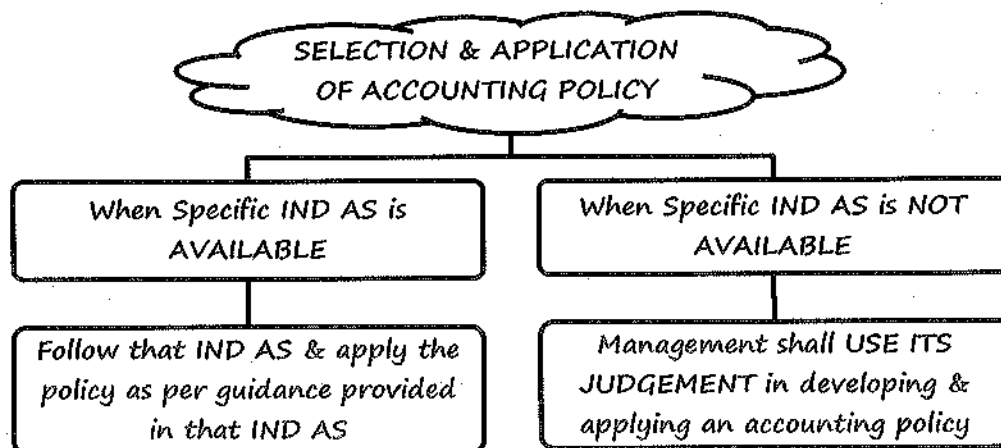 SELECTION & APPLICATION
OF ACCOUNTING POLICY
When Specific IND AS is
AVAILABLE
When Specific IND AS is NOT
AVAILABLE
Follow that IND AS & apply the
policy as per guidance provided
in that IND AS
Management shall USE ITS
JUDGEMENT in developing &
applying an accounting policy